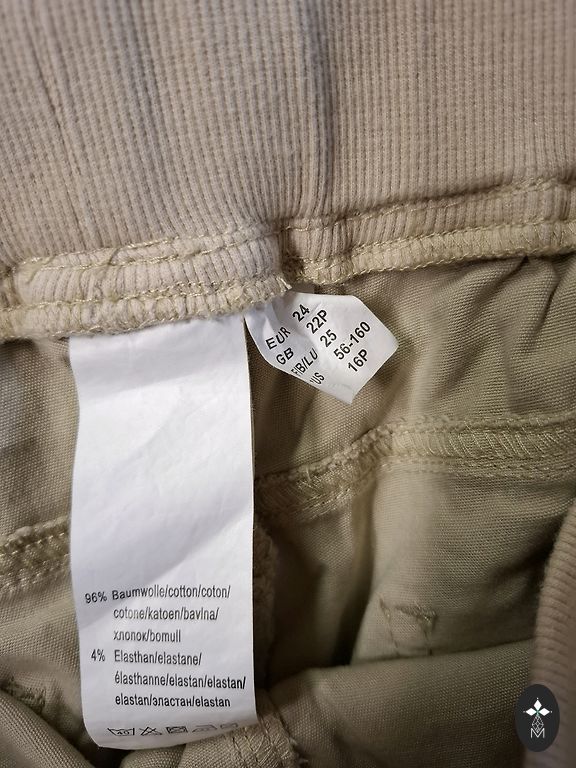 EUR 24
GB 22P
F/B/LU 25
56-160
US 16P
96% Baumwolle/cotton/coton/
cotone/katoen/bavlna/
хлопок/bomull
4% Elasthan/elastane/
élasthanne/elastan/elastan/
elastan/эластан/elastan
40